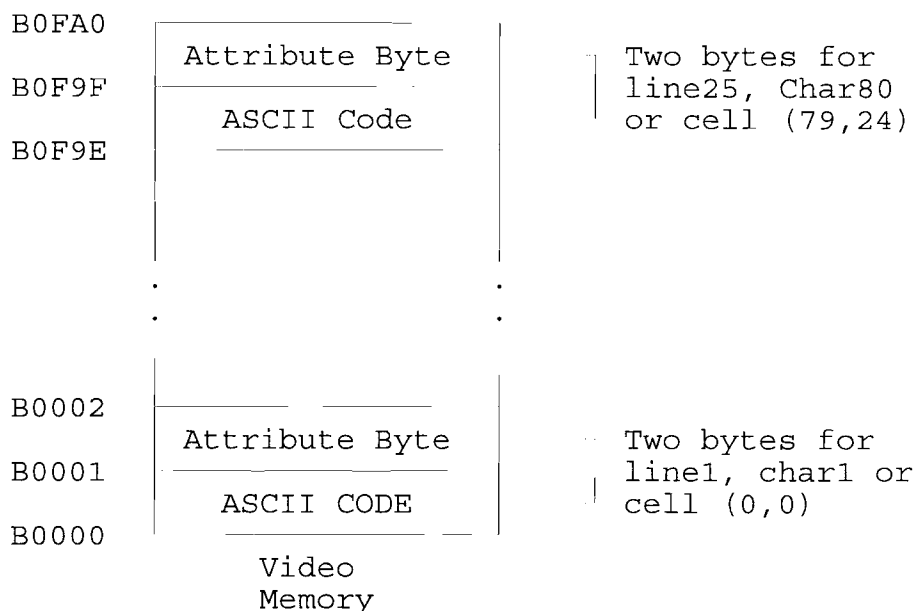 B0FA0
Attribute Byte
Two bytes for
B0F9F
line25, Char80
ASCII Code
or cell (79,24)
B0F9E
B0002
Attribute Byte
Two bytes for
B0001
line1, char1 or
ASCII CODE
cell (0,0)
B0000
Video
Memory